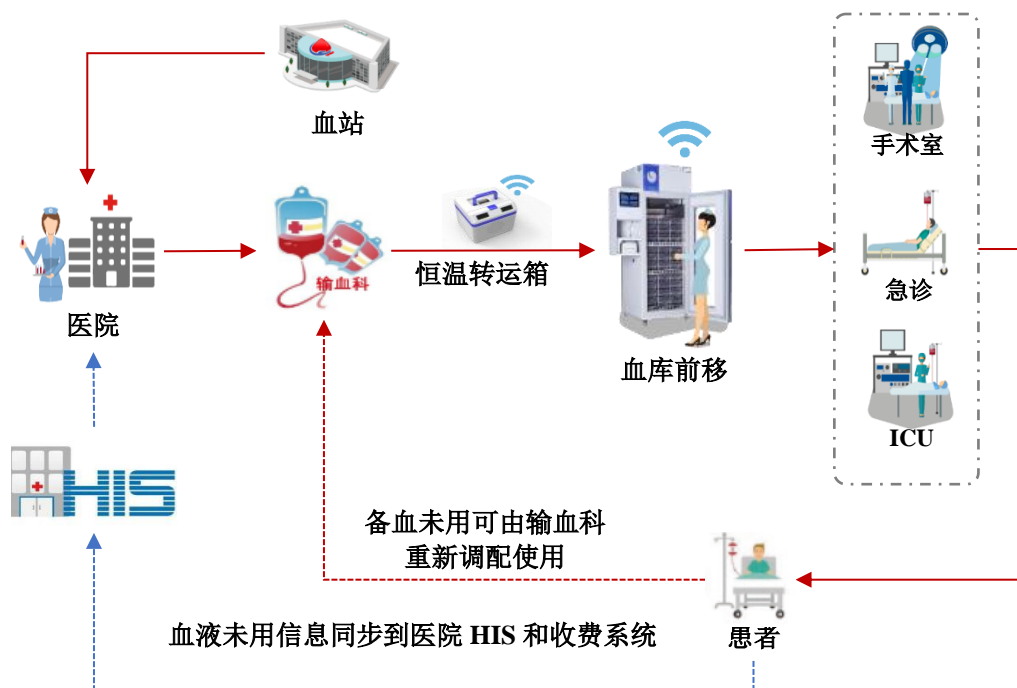 血站
手术室
输血科
恒温转运箱
急诊
医院
血库前移
ICU
HIS
备血未用可由输血科
重新调配使用
血液未用信息同步到医院 HIS 和收费系统
患者